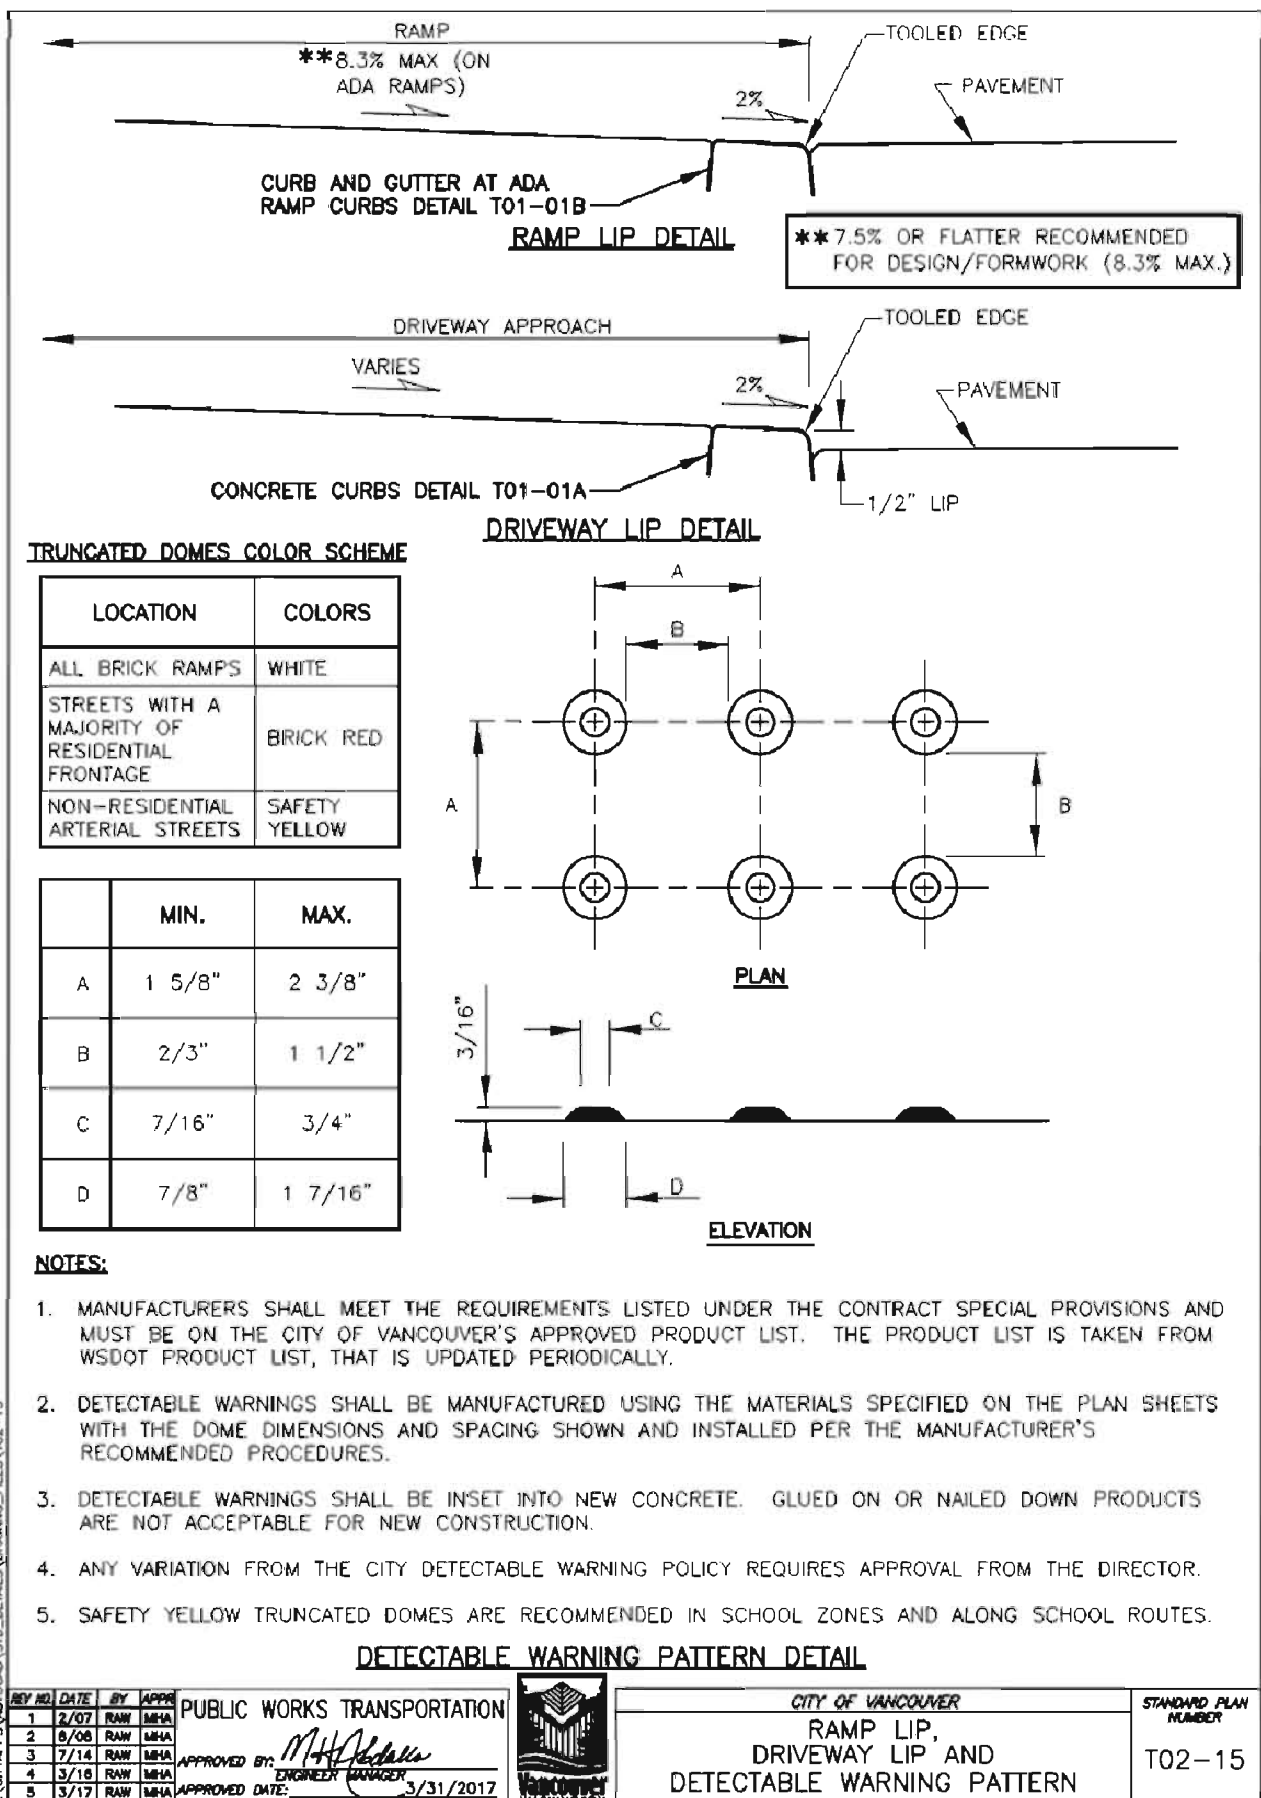 RAMP
TOOLED EDGE
**8.3% MAX (ON
ADA RAMPS)
2%
PAVEMENT
CURB AND GUTTER AT ADA
RAMP CURBS DETAIL T01-01B
RAMP LIP DETAIL
**7.5% OR FLATTER RECOMMENDED
FOR DESIGN/FORMWORK (8.3% MAX.)
DRIVEWAY APPROACH
TOOLED EDGE
VARIES
2%
PAVEMENT
CONCRETE CURBS DETAIL T01-01A
1/2" LIP
DRIVEWAY LIP DETAIL
TRUNCATED DOMES COLOR SCHEME
LOCATION COLORS
ALL BRICK RAMPS WHITE
STREETS WITH A
MAJORITY OF
RESIDENTIAL
FRONTAGE
BRICK RED
NON-RESIDENTIAL
ARTERIAL STREETS
SAFETY
YELLOW
A
B
A
B
PLAN
MIN. MAX.
A 1 5/8" 2 3/8"
B 2/3" 1 1/2"
C 7/16" 3/4"
D 7/8" 1 7/16"
3/16"
C
D
ELEVATION
NOTES:
1. MANUFACTURERS SHALL MEET THE REQUIREMENTS LISTED UNDER THE CONTRACT SPECIAL PROVISIONS AND
MUST BE ON THE CITY OF VANCOUVER'S APPROVED PRODUCT LIST. THE PRODUCT LIST IS TAKEN FROM
WSDOT PRODUCT LIST, THAT IS UPDATED PERIODICALLY.
2. DETECTABLE WARNINGS SHALL BE MANUFACTURED USING THE MATERIALS SPECIFIED ON THE PLAN SHEETS
WITH THE DOME DIMENSIONS AND SPACING SHOWN AND INSTALLED PER THE MANUFACTURER'S
RECOMMENDED PROCEDURES.
3. DETECTABLE WARNINGS SHALL BE INSET INTO NEW CONCRETE. GLUED ON OR NAILED DOWN PRODUCTS
ARE NOT ACCEPTABLE FOR NEW CONSTRUCTION.
4. ANY VARIATION FROM THE CITY DETECTABLE WARNING POLICY REQUIRES APPROVAL FROM THE DIRECTOR.
5. SAFETY YELLOW TRUNCATED DOMES ARE RECOMMENDED IN SCHOOL ZONES AND ALONG SCHOOL ROUTES.
DETECTABLE WARNING PATTERN DETAIL
REV NO. DATE BY APPR
1 2/07 RAW MHA
2 RAW MHA
3 7/14 RAW MHA
4 3/16 RAW MHA
5 3/17 RAW MHA
PUBLIC WORKS TRANSPORTATION
APPROVED BY:
ENGINEER MANAGER
APPROVED DATE: 3/31/2017
Vancouver
CITY OF VANCOUVER
RAMP LIP,
DRIVEWAY LIP AND
DETECTABLE WARNING PATTERN
STANDARD PLAN
NUMBER
T02-15